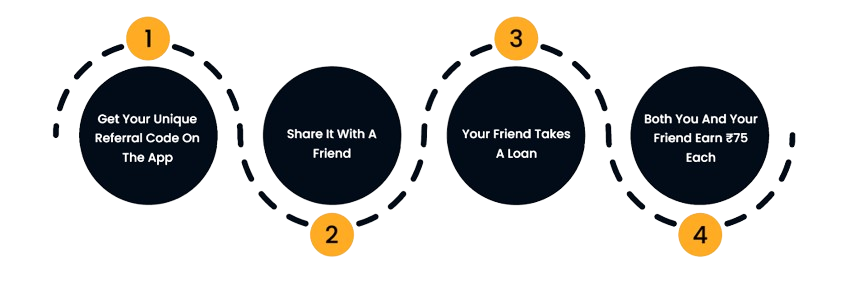 1
Get Your Unique
Referral Code On
The App
2
Share It With A
Friend
3
Your Friend Takes
A Loan
4
Both You And Your
Friend Earn ₹75
Each